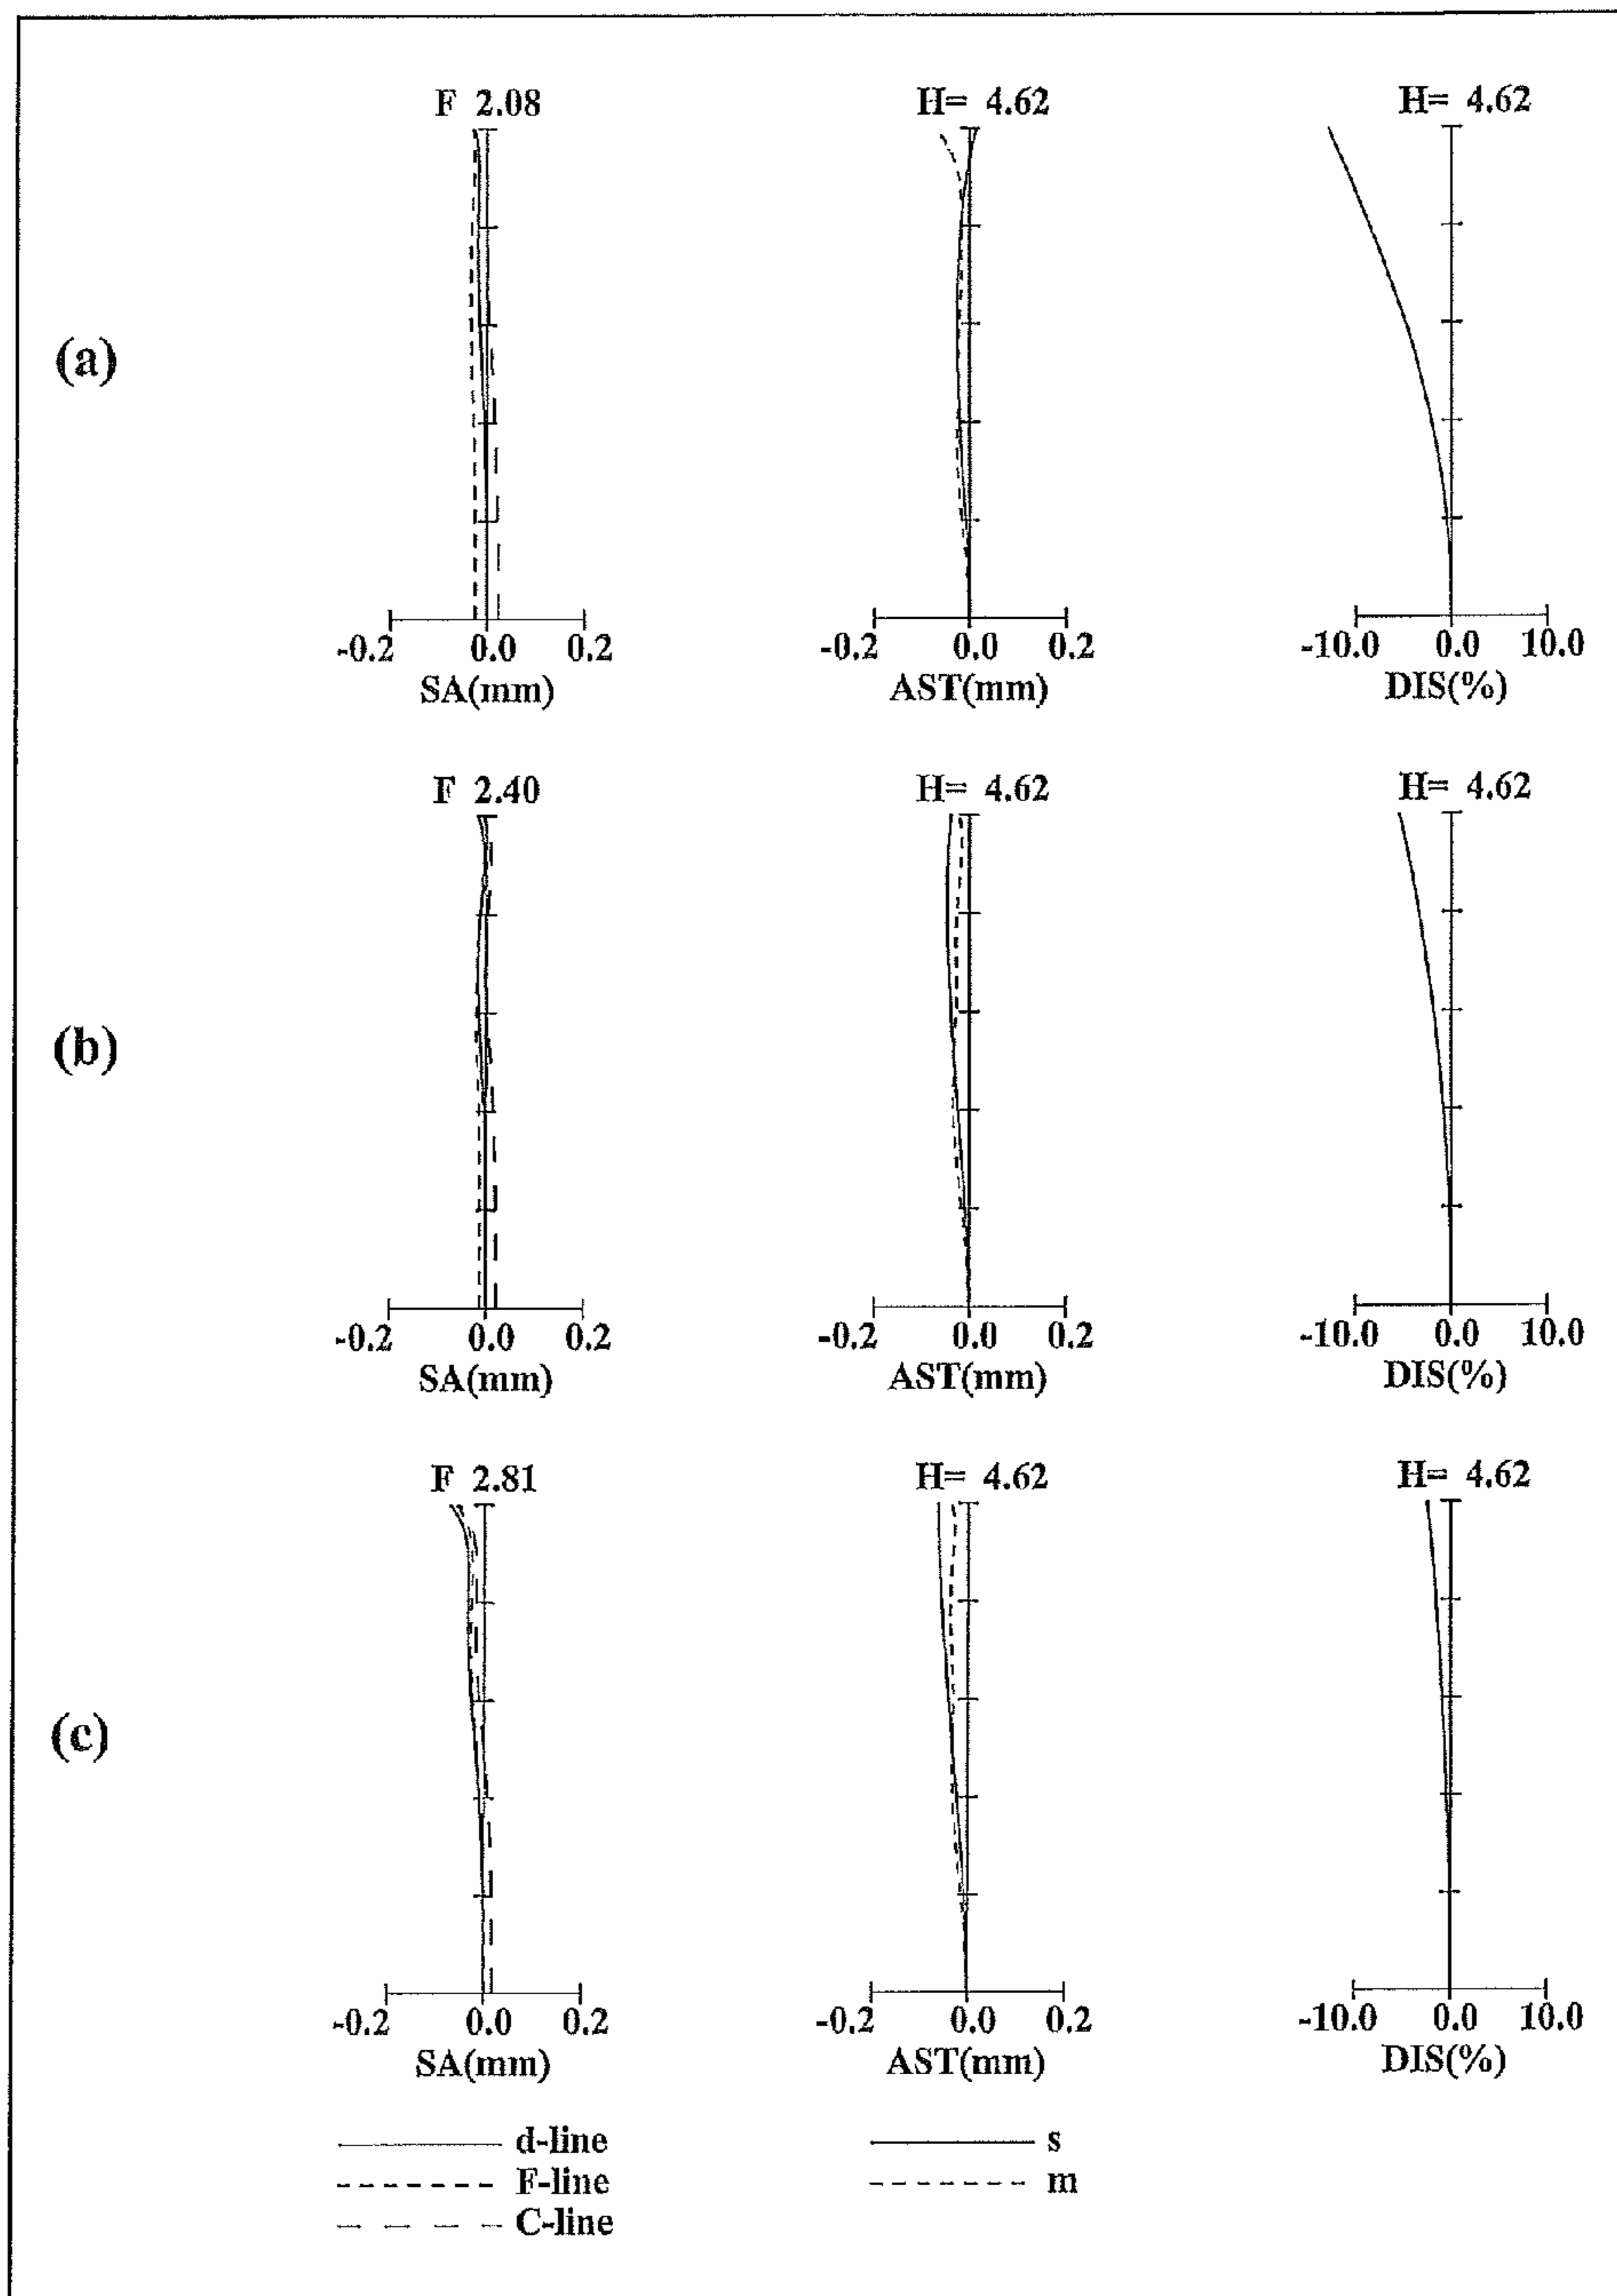 F 2.08 H= 4.62 H= 4.62
(a)
-0.2 0.0 0.2 -0.2 0.0 0.2 -10.0 0.0 10.0
SA(mm) AST(mm) DIS(%)
F 2.40 H= 4.62 H= 4.62
(b)
-0.2 0.0 0.2 -0.2 0.0 0.2 -10.0 0.0 10.0
SA(mm) AST(mm) DIS(%)
F 2.81 H= 4.62 H= 4.62
(c)
-0.2 0.0 0.2 -0.2 0.0 0.2 -10.0 0.0 10.0
SA(mm) AST(mm) DIS(%)
d-line s
F-line m
C-line